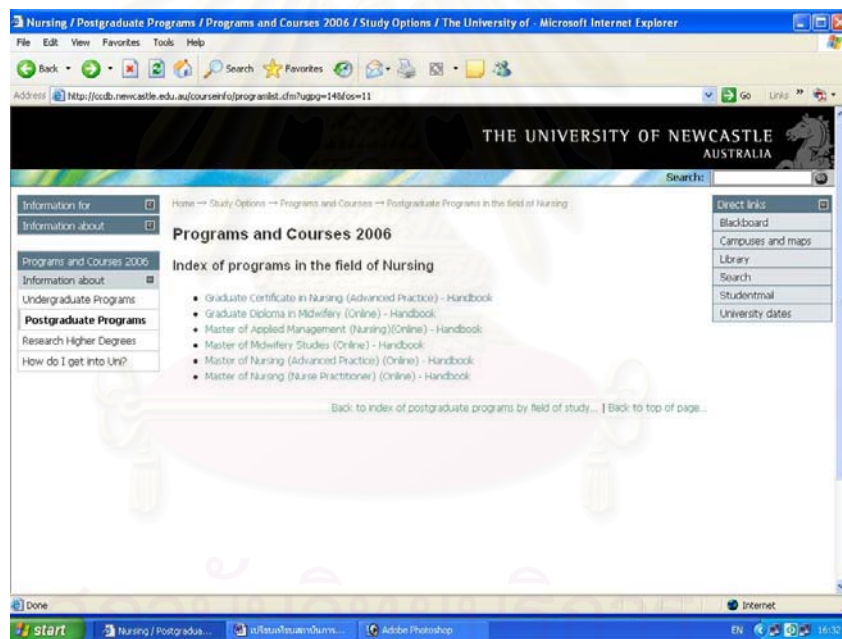 Nursing / Postgraduate Programs / Programs and Courses 2006 / Study Options / The University of - Microsoft Internet Explorer
File Edit View Favorites Tools Help
Back Search Favorites
Address http://ccdb.newcastle.edu.au/courseinfo/programlist.cfm?ugpg=148fos=11 Go Links »
THE UNIVERSITY OF NEWCASTLE
AUSTRALIA
Search:
Information for
Information about
Programs and Courses 2006
Information about
Undergraduate Programs
Postgraduate Programs
Research Higher Degrees
How do I get into Uni?
Home → Study Options → Programs and Courses → Postgraduate Programs in the field of Nursing
Programs and Courses 2006
Index of programs in the field of Nursing
Graduate Certificate in Nursing (Advanced Practice) - Handbook
Graduate Diploma in Midwifery (Online) - Handbook
Master of Applied Management (Nursing)(Online) - Handbook
Master of Midwifery Studies (Online) - Handbook
Master of Nursing (Advanced Practice) (Online) - Handbook
Master of Nursing (Nurse Practitioner) (Online) - Handbook
Back to index of postgraduate programs by field of study... | Back to top of page...
Direct links
Blackboard
Campuses and maps
Library
Search
Studentmail
University dates
Done Internet
start Nursing / Postgradua... Adobe Photoshop EN 16:32